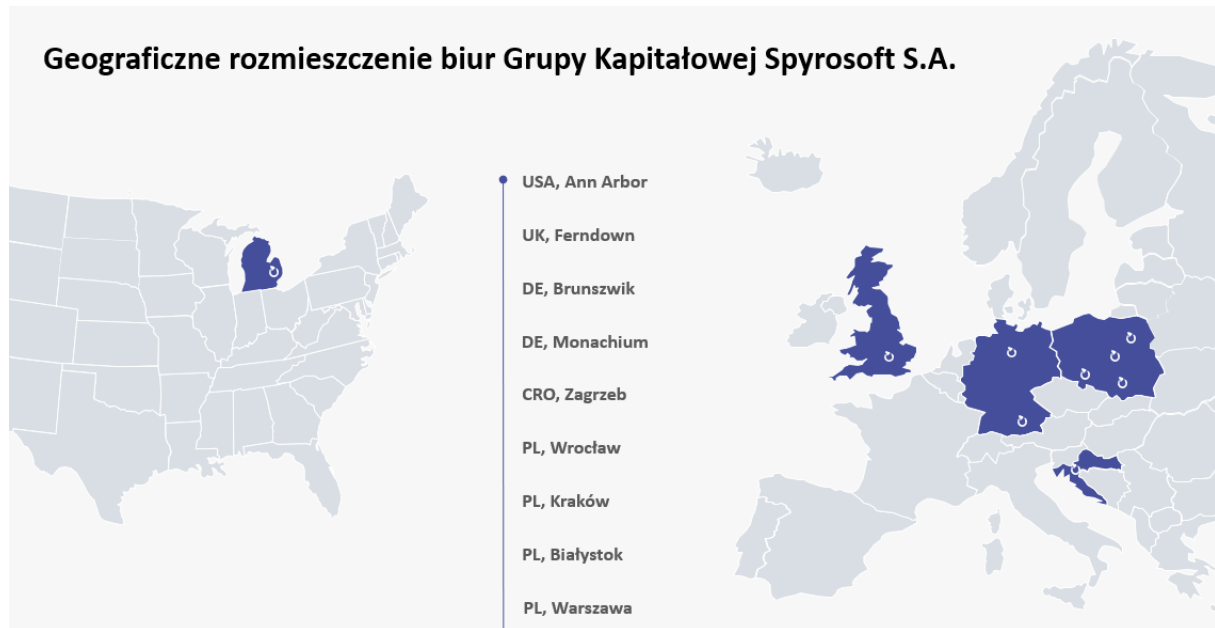 Geograficzne rozmieszczenie biur Grupy Kapitałowej Spyrosoft S.A.
USA, Ann Arbor
UK, Ferndown
DE, Brunszwik
DE, Monachium
CRO, Zagrzeb
PL, Wrocław
PL, Kraków
PL, Białystok
PL, Warszawa